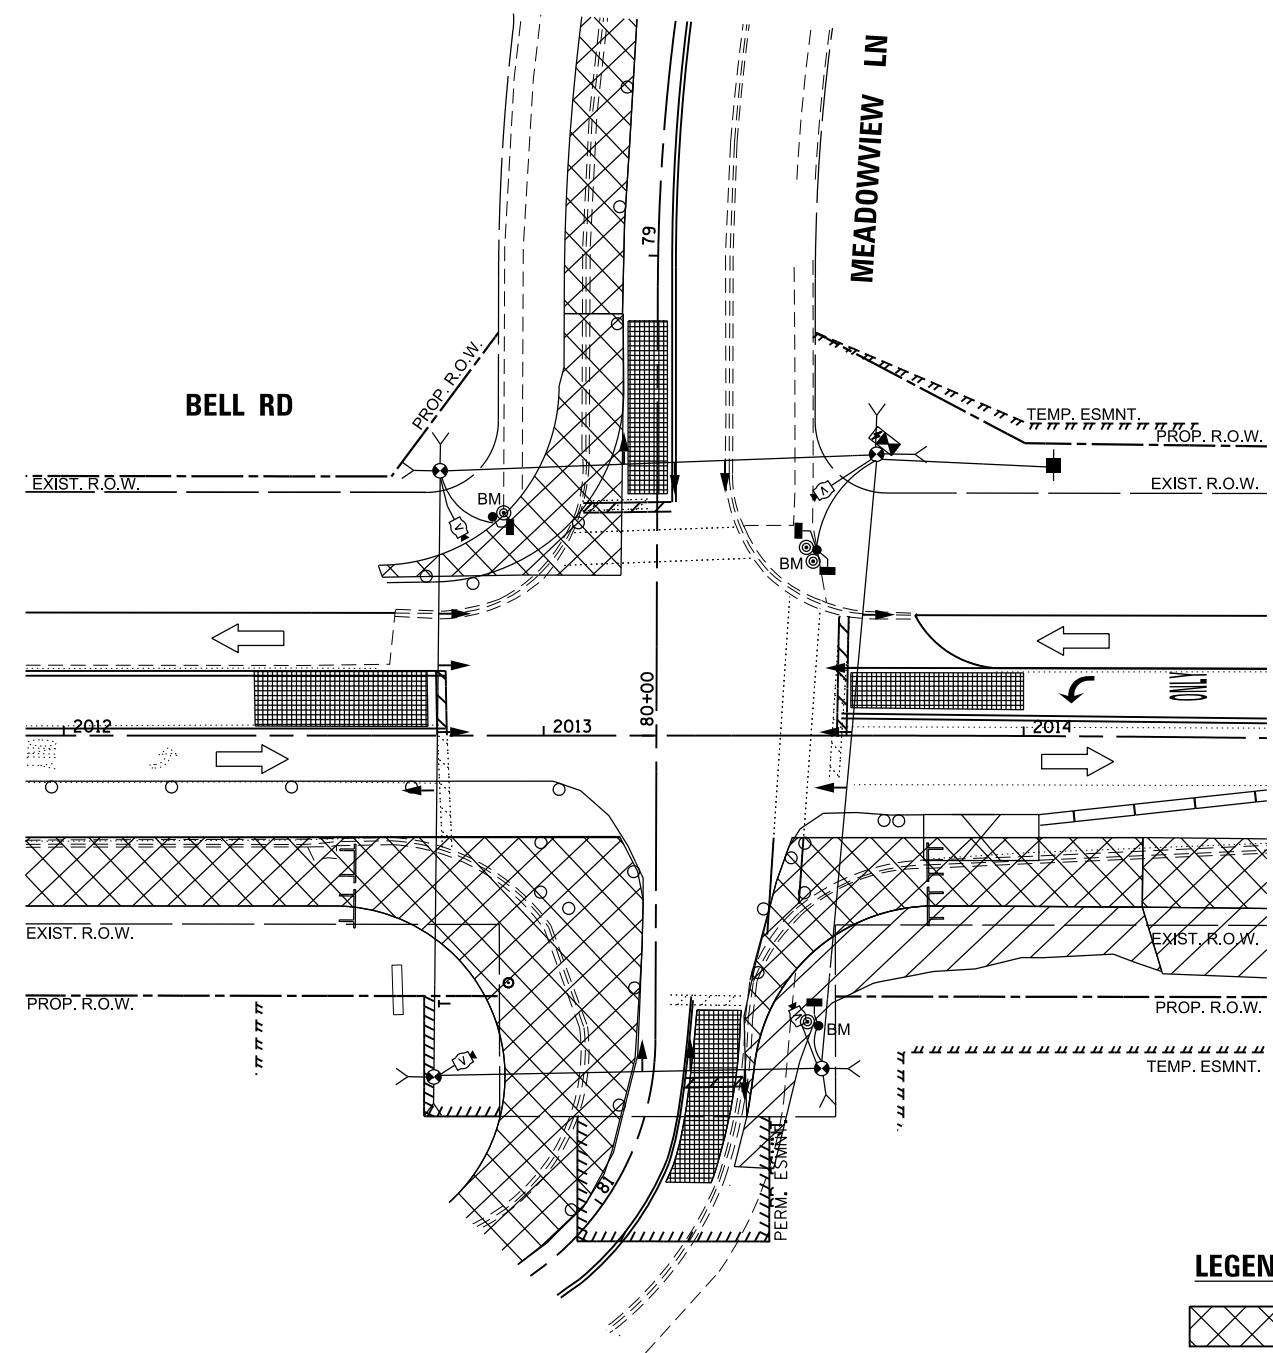 MEADOWVIEW LN
79
PROP. R.O.W.
BELL RD
TEMP. ESMNT.
PROP. R.O.W.
EXIST. R.O.W.
EXIST. R.O.W.
BM
BM
80+00
2012
2013
2014
ONLY
EXIST. R.O.W.
EXIST. R.O.W.
PROP. R.O.W.
PROP. R.O.W.
BM
TEMP. ESMNT.
PERM. ESMNT.
81
LEGEN